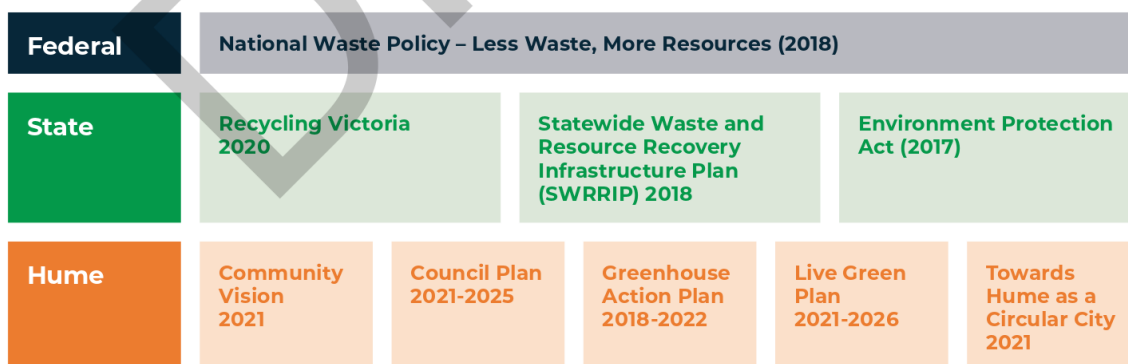 Federal
National Waste Policy – Less Waste, More Resources (2018)
State
Recycling Victoria
2020
Statewide Waste and
Resource Recovery
Infrastructure Plan
(SWRRIP) 2018
Environment Protection
Act (2017)
Hume
Community
Vision
2021
Council Plan
2021-2025
Greenhouse
Action Plan
2018-2022
Live Green
Plan
2021-2026
Towards
Hume as a
Circular City
2021